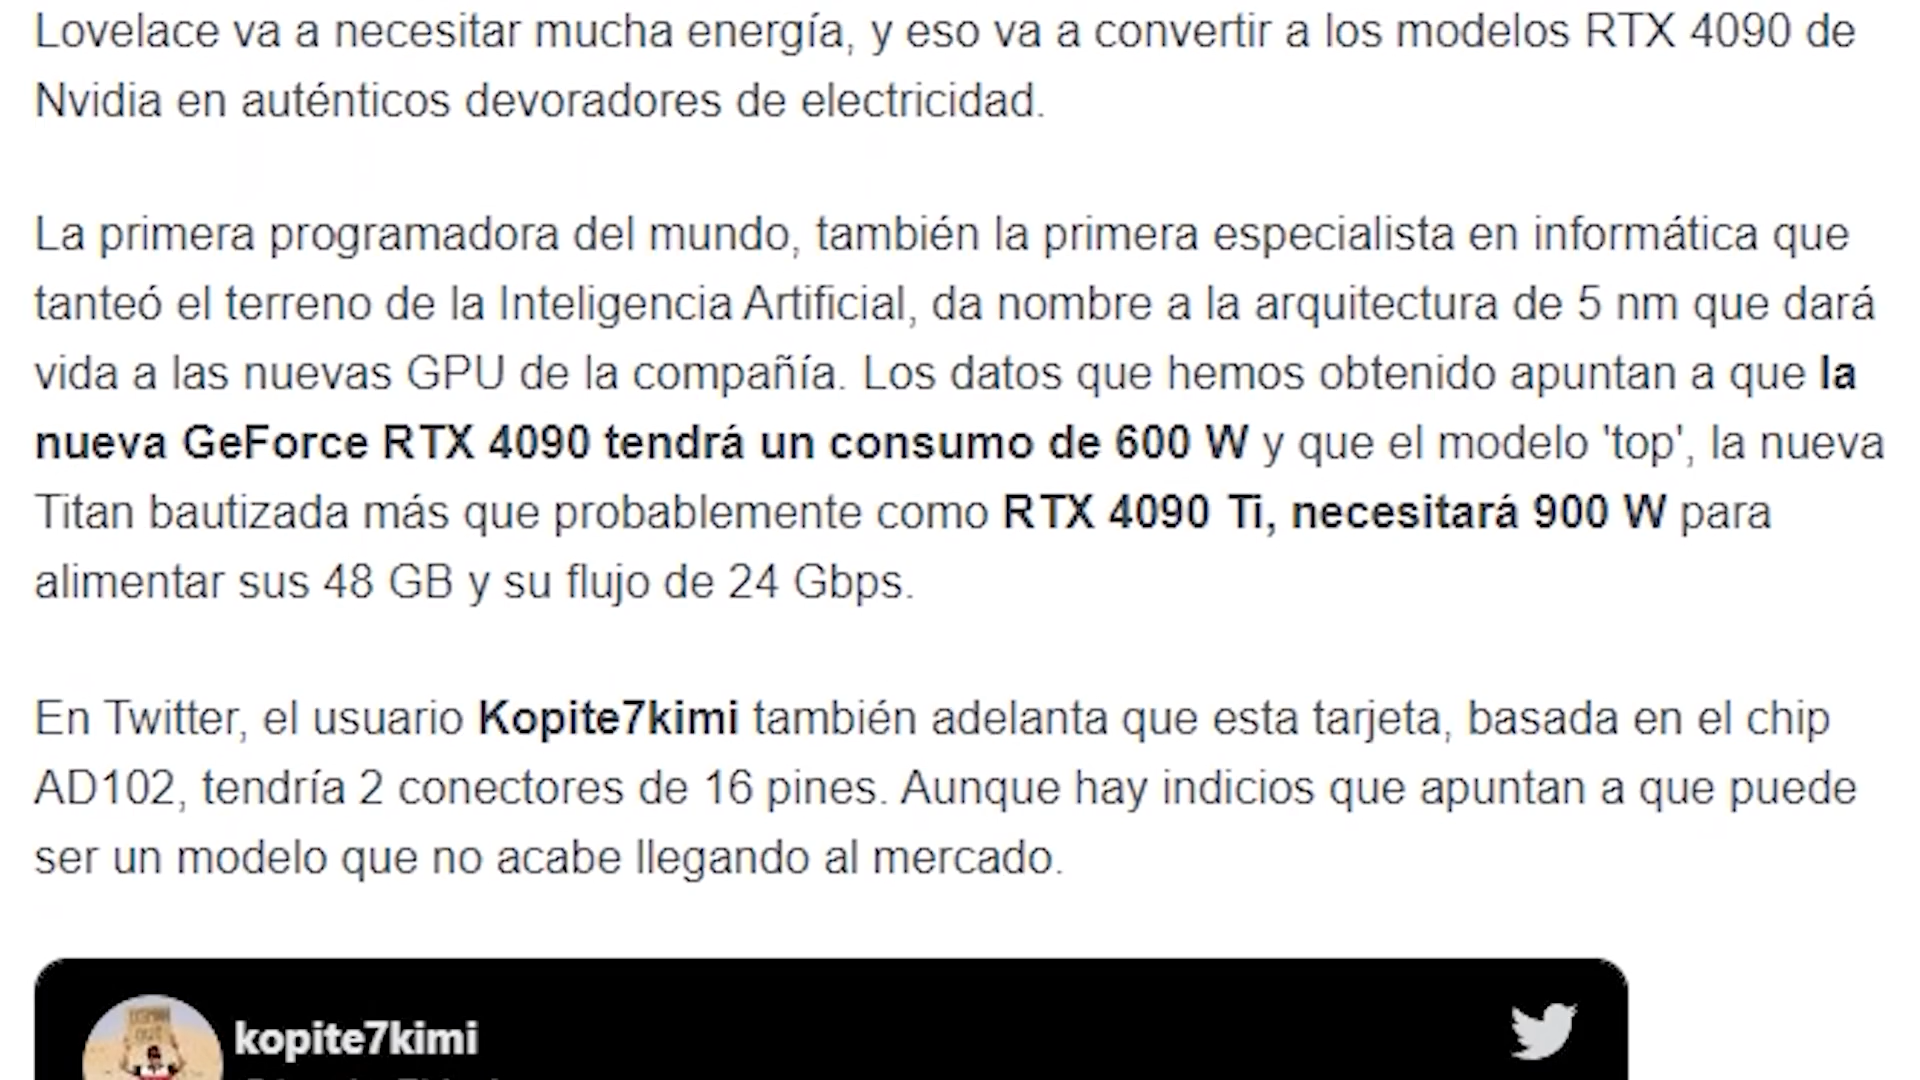 Lovelace va a necesitar mucha energía, y eso va a convertir a los modelos RTX 4090 de
Nvidia en auténticos devoradores de electricidad.
La primera programadora del mundo, también la primera especialista en informática que
tanteó el terreno de la Inteligencia Artificial, da nombre a la arquitectura de 5 nm que dará
vida a las nuevas GPU de la compañía. Los datos que hemos obtenido apuntan a que la
nueva GeForce RTX 4090 tendrá un consumo de 600 W y que el modelo 'top', la nueva
Titan bautizada más que probablemente como RTX 4090 Ti, necesitará 900 W para
alimentar sus 48 GB y su flujo de 24 Gbps.
En Twitter, el usuario Kopite7kimi también adelanta que esta tarjeta, basada en el chip
AD102, tendría 2 conectores de 16 pines. Aunque hay indicios que apuntan a que puede
ser un modelo que no acabe llegando al mercado.
kopite7kimi